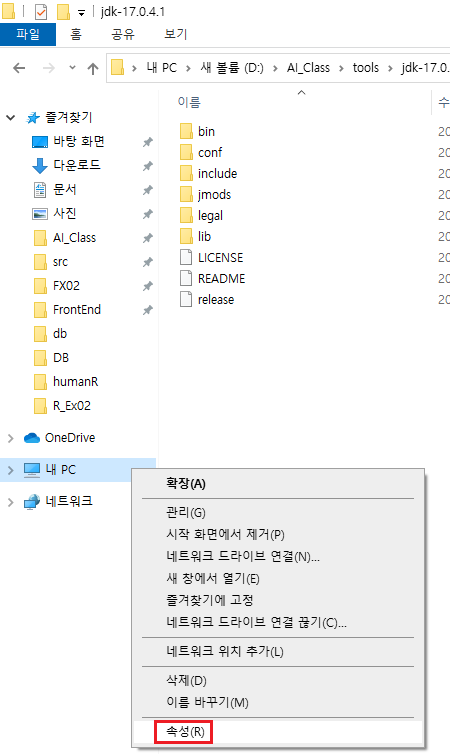 jdk-17.0.4.1
파일 홈 공유 보기
내 PC > 새 볼륨 (D:) > AI_Class > tools > jdk-17.0.
이름 수
즐겨찾기
바탕 화면
다운로드
문서
사진
AI_Class
src
FX02
FrontEnd
db
DB
humanR
R_Ex02
OneDrive
내 PC
네트워크
bin 20
conf 20
include 20
jmods 20
legal 20
lib 20
LICENSE 20
README 20
release 20
확장(A)
관리(G)
시작 화면에서 제거(P)
네트워크 드라이브 연결(N)...
새 창에서 열기(E)
즐겨찾기에 고정
네트워크 드라이브 연결 끊기(C)...
네트워크 위치 추가(L)
삭제(D)
이름 바꾸기(M)
속성(R)